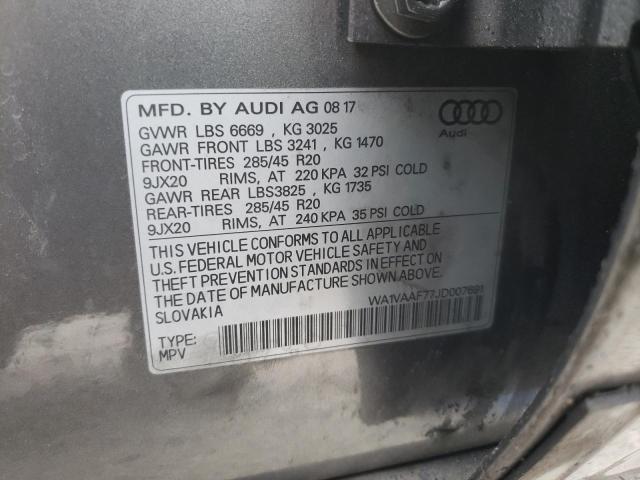 MFD. BY AUDI AG 08 17
Audi
GVWR LBS 6669 , KG 3025
GAWR FRONT LBS 3241 , KG 1470
FRONT-TIRES 285/45 R20
9JX20 RIMS, AT 220 KPA 32 PSI COLD
GAWR REAR LBS3825 , KG 1735
REAR-TIRES 285/45 R20
9JX20 RIMS, AT 240 KPA 35 PSI COLD
THIS VEHICLE CONFORMS TO ALL APPLICABLE
U.S. FEDERAL MOTOR VEHICLE SAFETY AND
THEFT PREVENTION STANDARDS IN EFFECT ON
THE DATE OF MANUFACTURE SHOWN ABOVE.
SLOVAKIA
WA1VAAF77JD007691
TYPE:
MPV